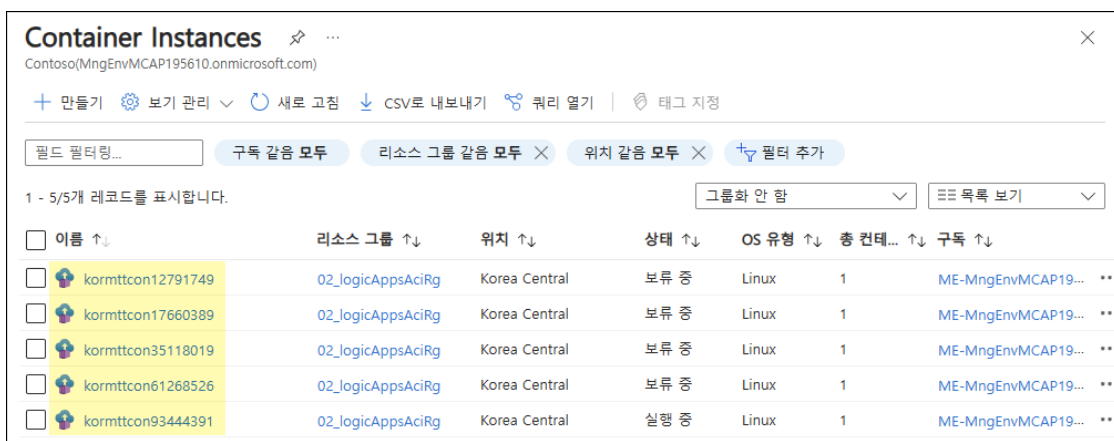 Container Instances
Contoso(MngEnvMCAP195610.onmicrosoft.com)
만들기 보기 관리 새로 고침 CSV로 내보내기 쿼리 열기 태그 지정
필드 필터링... 구독 같음 모두 리소스 그룹 같음 모두 위치 같음 모두 필터 추가
1 - 5/5개 레코드를 표시합니다. 그룹화 안 함 목록 보기
이름 리소스 그룹 위치 상태 OS 유형 총 컨테... 구독
kormttcon12791749 02_logicAppsAciRg Korea Central 보류 중 Linux 1 ME-MngEnvMCAP19...
kormttcon17660389 02_logicAppsAciRg Korea Central 보류 중 Linux 1 ME-MngEnvMCAP19...
kormttcon35118019 02_logicAppsAciRg Korea Central 보류 중 Linux 1 ME-MngEnvMCAP19...
kormttcon61268526 02_logicAppsAciRg Korea Central 보류 중 Linux 1 ME-MngEnvMCAP19...
kormttcon93444391 02_logicAppsAciRg Korea Central 실행 중 Linux 1 ME-MngEnvMCAP19...